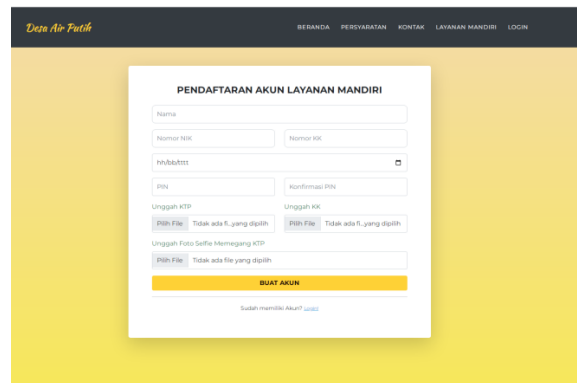 Desa Air Putih
BERANDA PERSYARATAN KONTAK LAYANAN MANDIRI LOGIN
PENDAFTARAN AKUN LAYANAN MANDIRI
Nama
Nomor NIK Nomor KK
hh/bb/tttt
PIN Konfirmasi PIN
Unggah KTP Unggah KK
Pilih File Tidak ada fi...yang dipilih Pilih File Tidak ada fi...yang dipilih
Unggah Foto Selfie Memegang KTP
Pilih File Tidak ada file yang dipilih
BUAT AKUN
Sudah memiliki Akun? Login